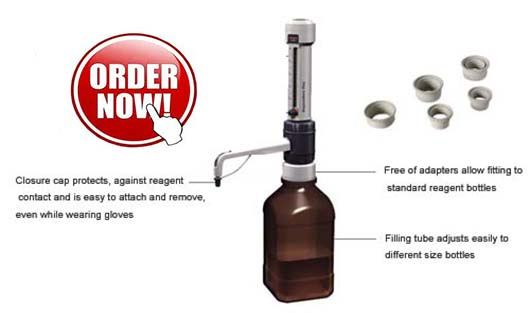 ORDER
NOW!
Closure cap protects, against reagent
contact and is easy to attach and remove,
even while wearing gloves
Free of adapters allow fitting to
standard reagent bottles
Filling tube adjusts easily to
different size bottles